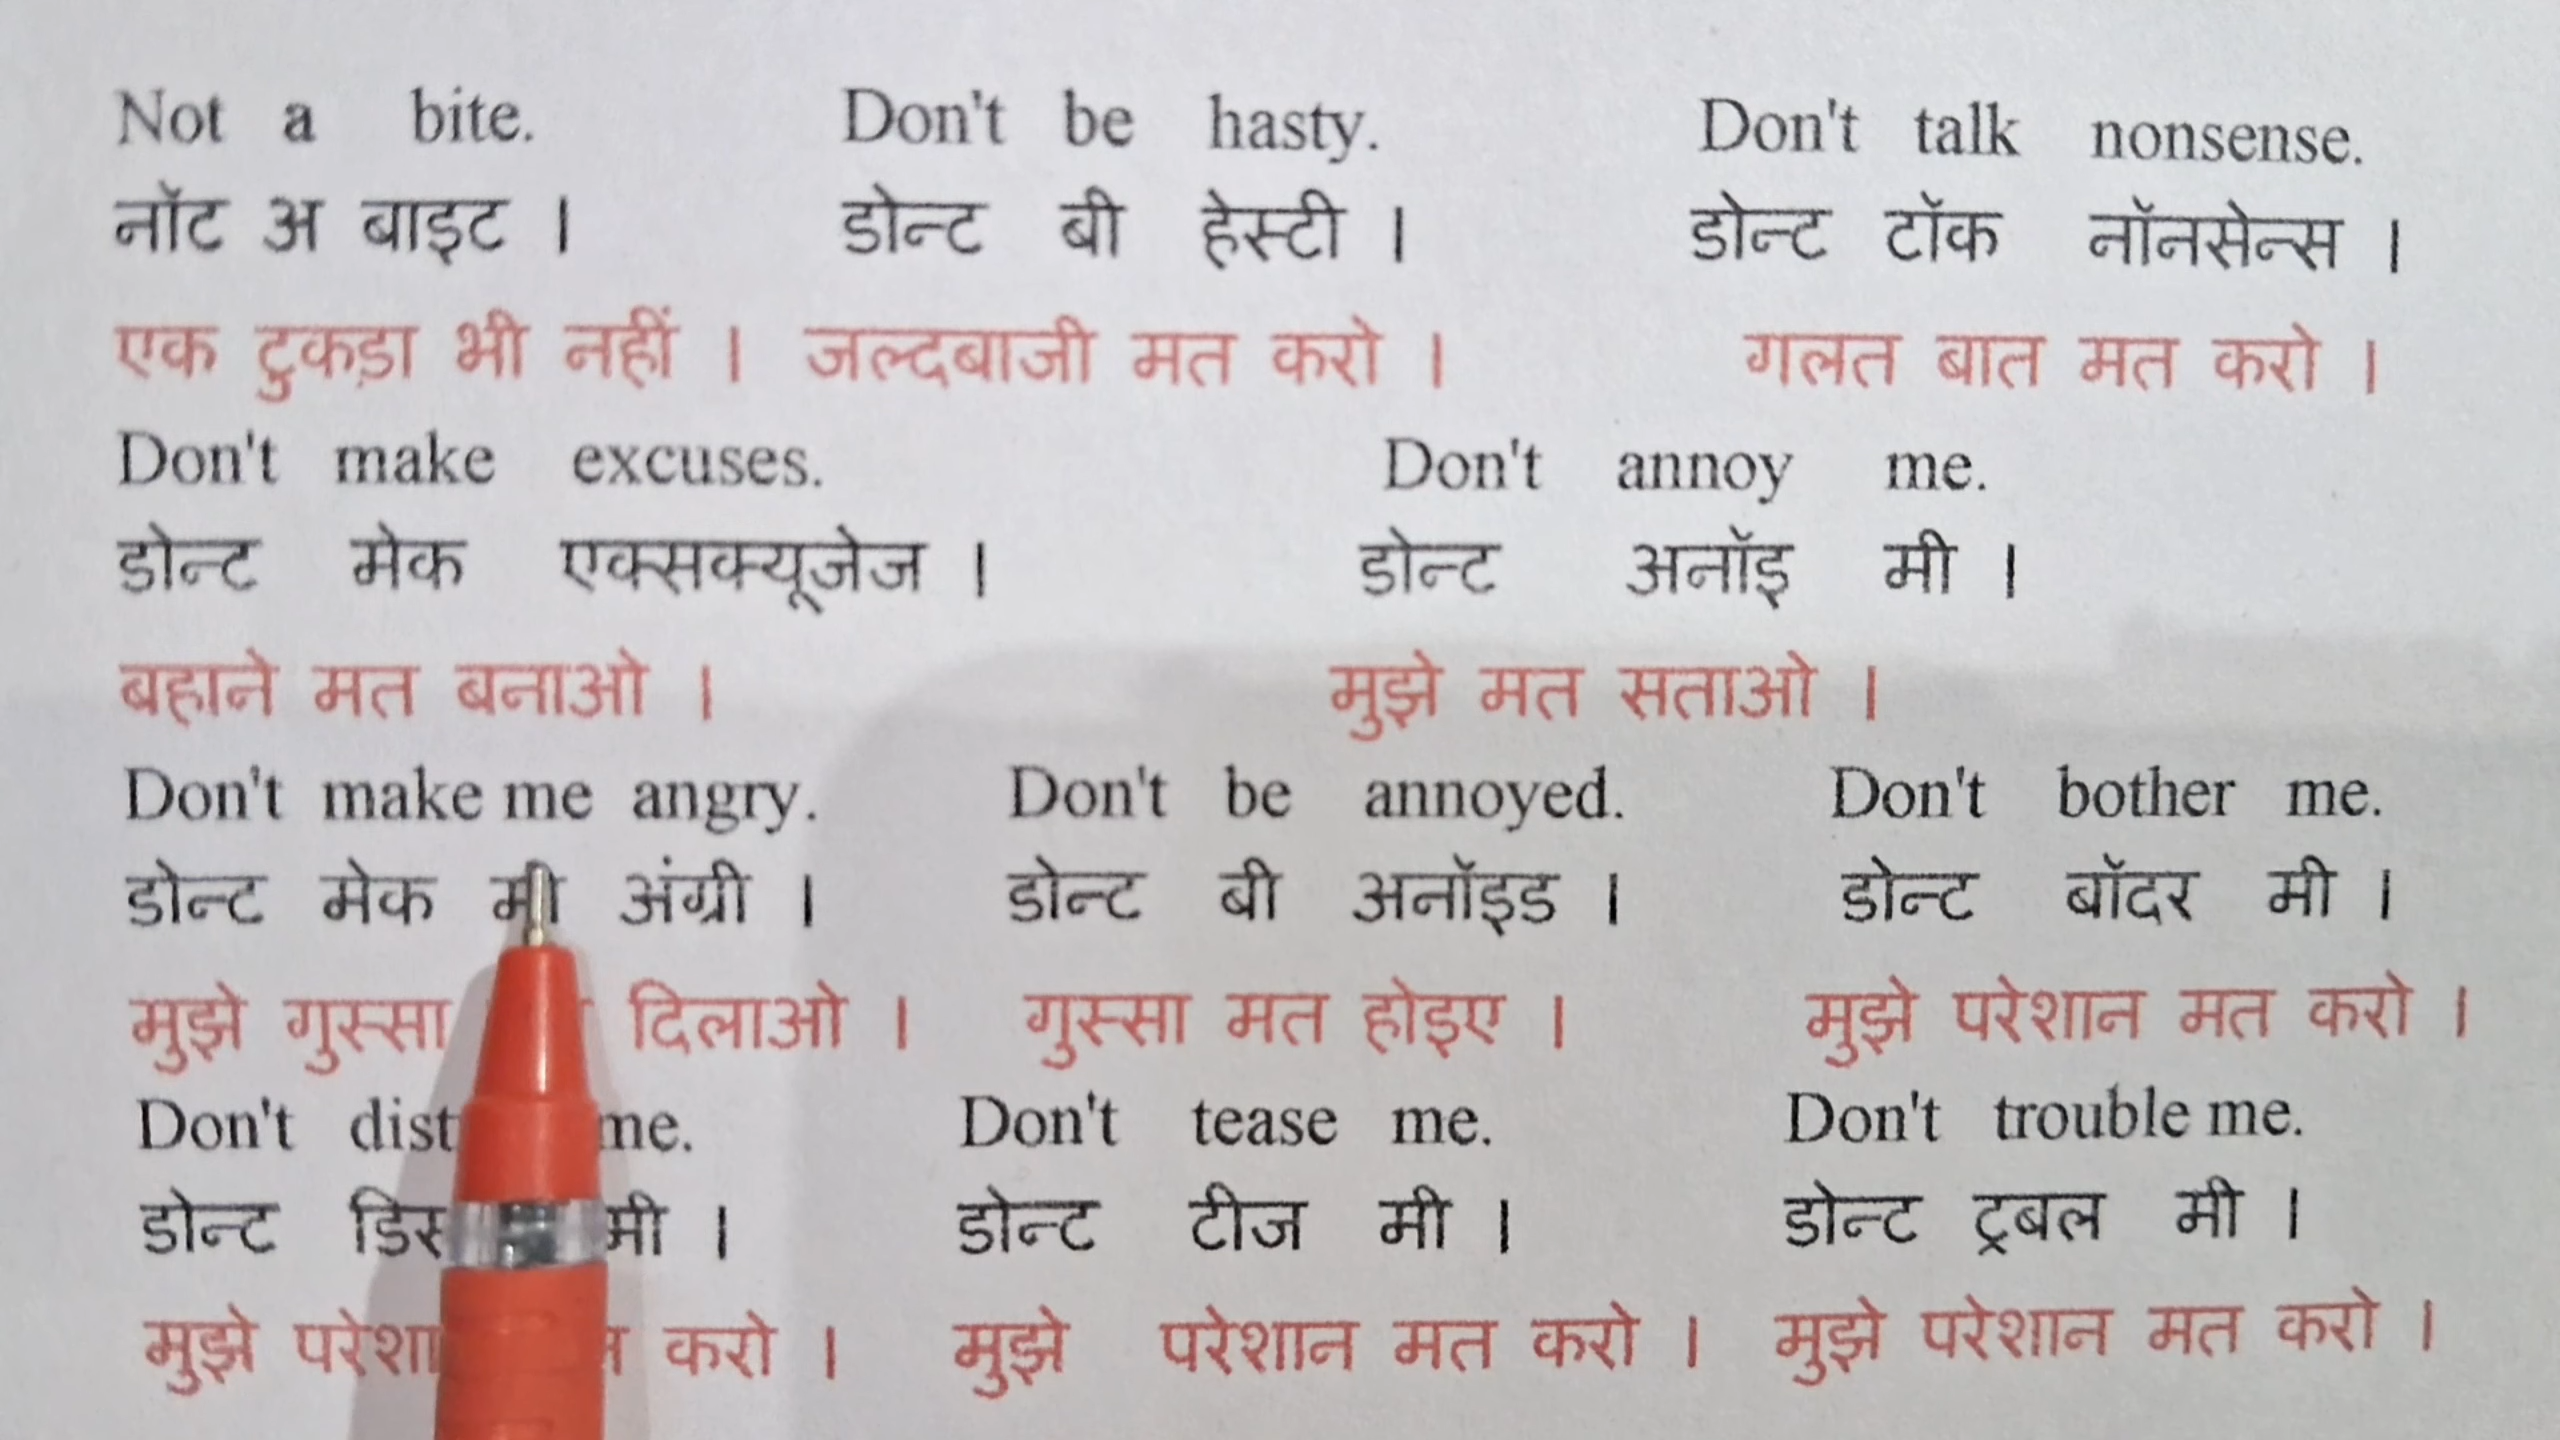 Not a bite. Don't be hasty. Don't talk nonsense.
नॉट अ बाइट । डोन्ट बी हेस्टी । डोन्ट टॉक नॉनसेन्स ।
एक टुकड़ा भी नहीं । जल्दबाजी मत करो । गलत बात मत करो ।
Don't make excuses. Don't annoy me.
डोन्ट मेक एक्सक्यूजेज । डोन्ट अनॉइ मी ।
बहाने मत बनाओ । मुझे मत सताओ ।
Don't make me angry. Don't be annoyed. Don't bother me.
डोन्ट मेक मी अंग्री । डोन्ट बी अनॉइड । डोन्ट बॉदर मी ।
मुझे गुस्सा दिलाओ । गुस्सा मत होइए । मुझे परेशान मत करो ।
Don't me. Don't tease me. Don't trouble me.
डोन्ट मी । डोन्ट टीज मी । डोन्ट ट्रबल मी ।
मुझे करो । मुझे परेशान मत करो । मुझे परेशान मत करो ।